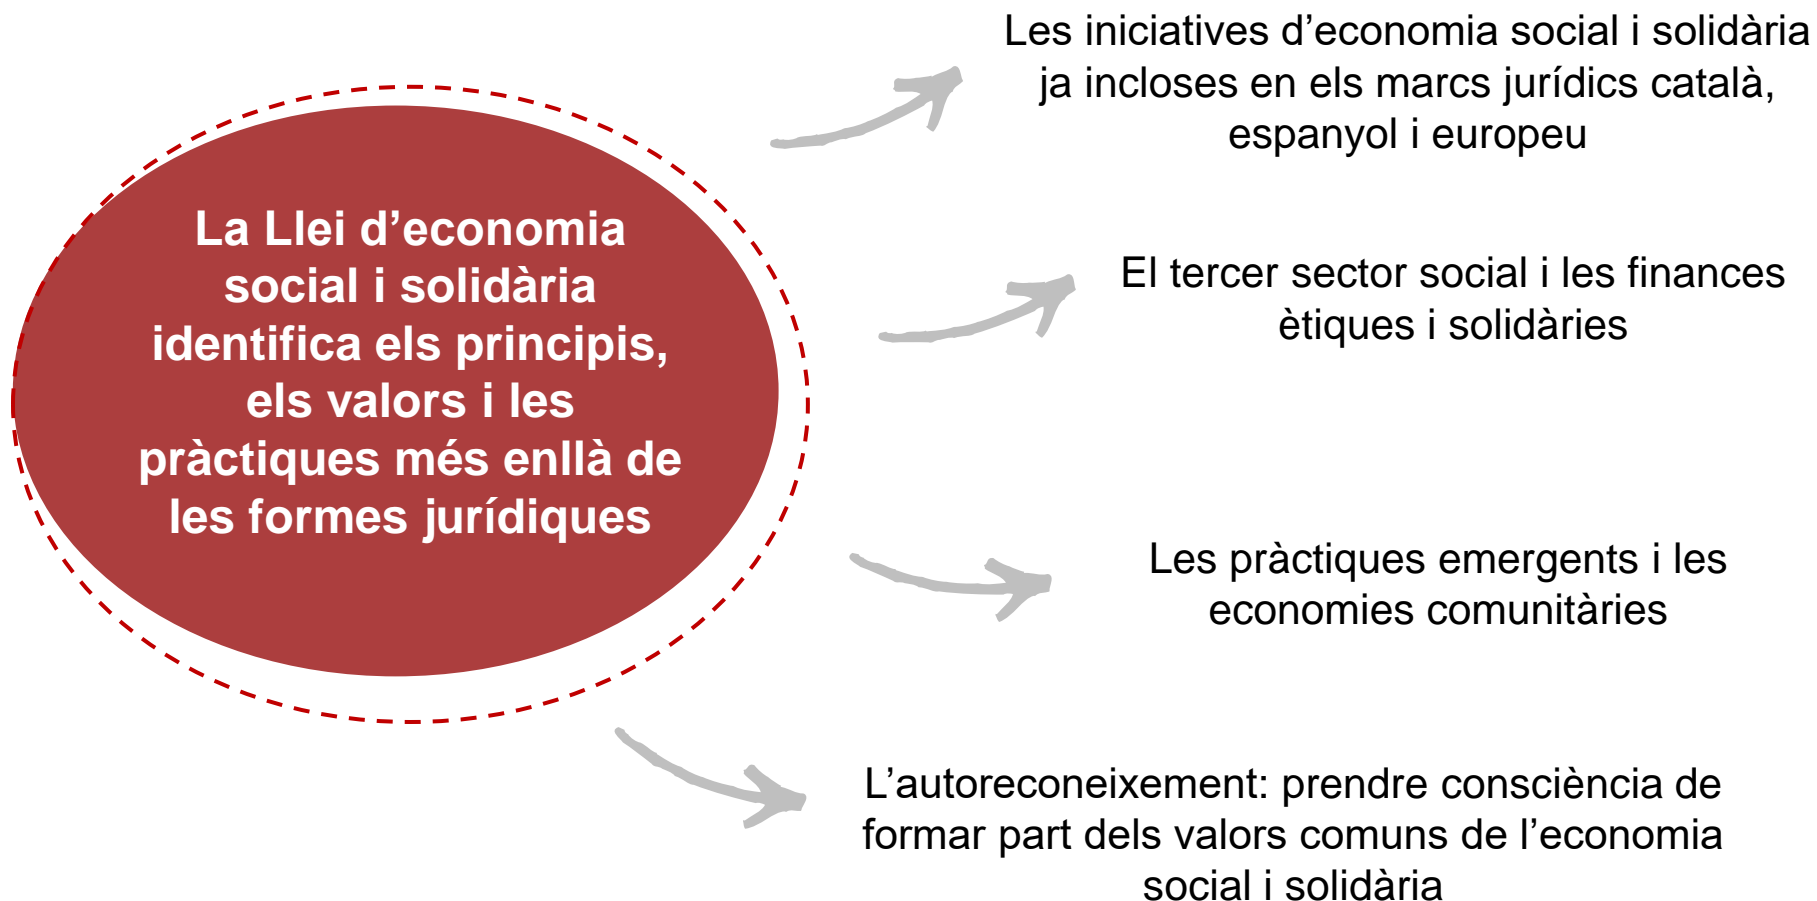 La Llei d’economia
social i solidària
identifica els principis,
els valors i les
pràctiques més enllà de
les formes jurídiques
Les iniciatives d’economia social i solidària
ja incloses en els marcs jurídics català,
espanyol i europeu
El tercer sector social i les finances
ètiques i solidàries
Les pràctiques emergents i les
economies comunitàries
L’autoreconeixement: prendre consciència de
formar part dels valors comuns de l’economia
social i solidària